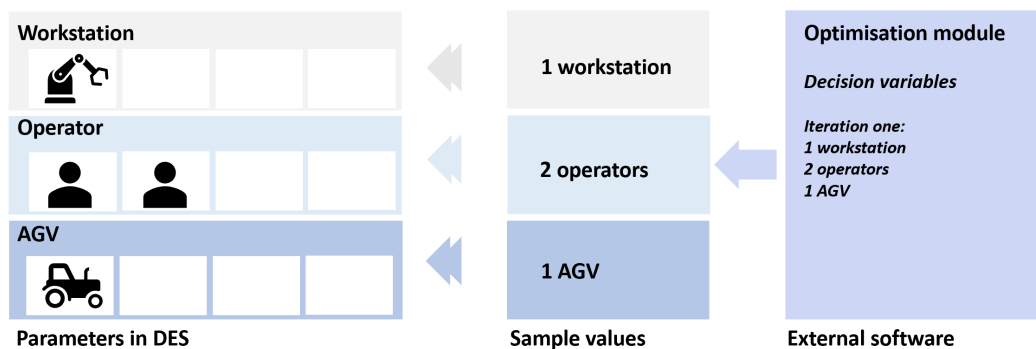 Workstation
Operator
AGV
Parameters in DES
1 workstation
2 operators
1 AGV
Sample values
Optimisation module
Decision variables
Iteration one:
1 workstation
2 operators
1 AGV
External software